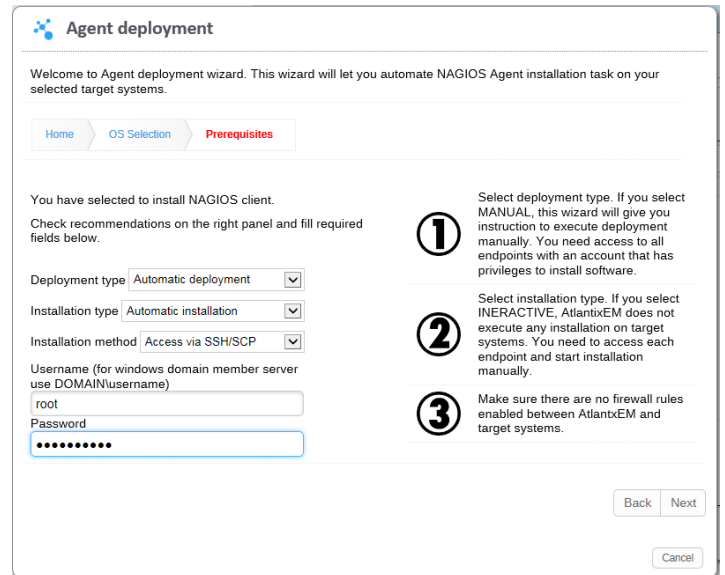 Agent deployment
Welcome to Agent deployment wizard. This wizard will let you automate NAGIOS Agent installation task on your
selected target systems.
Home OS Selection Prerequisites
You have selected to install NAGIOS client.
Check recommendations on the right panel and fill required
fields below.
Deployment type Automatic deployment
Installation type Automatic installation
Installation method Access via SSH/SCP
Username (for windows domain member server
use DOMAIN\username)
root
Password
••••••••••
1
Select deployment type. If you select
MANUAL, this wizard will give you
instruction to execute deployment
manually. You need access to all
endpoints with an account that has
privileges to install software.
2
Select installation type. If you select
INERACTIVE, AtlantixEM does not
execute any installation on target
systems. You need to access each
endpoint and start installation
manually.
3
Make sure there are no firewall rules
enabled between AtlantxEM and
target systems.
Back Next
Cancel